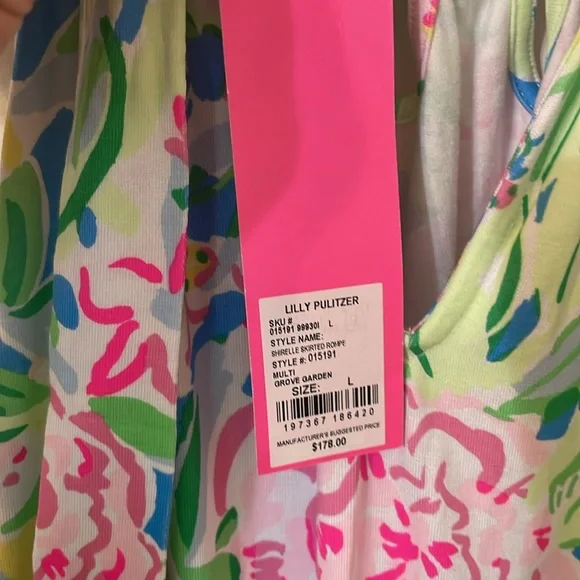 LILLY PULITZER
SKU #
015191 99930I L
STYLE NAME:
SHIRELLE SKIRTED ROMPE
STYLE #: 015191
MULTI
GROVE GARDEN
SIZE: L
197367 186420
MANUFACTURER'S SUGGESTED PRICE
$178.00